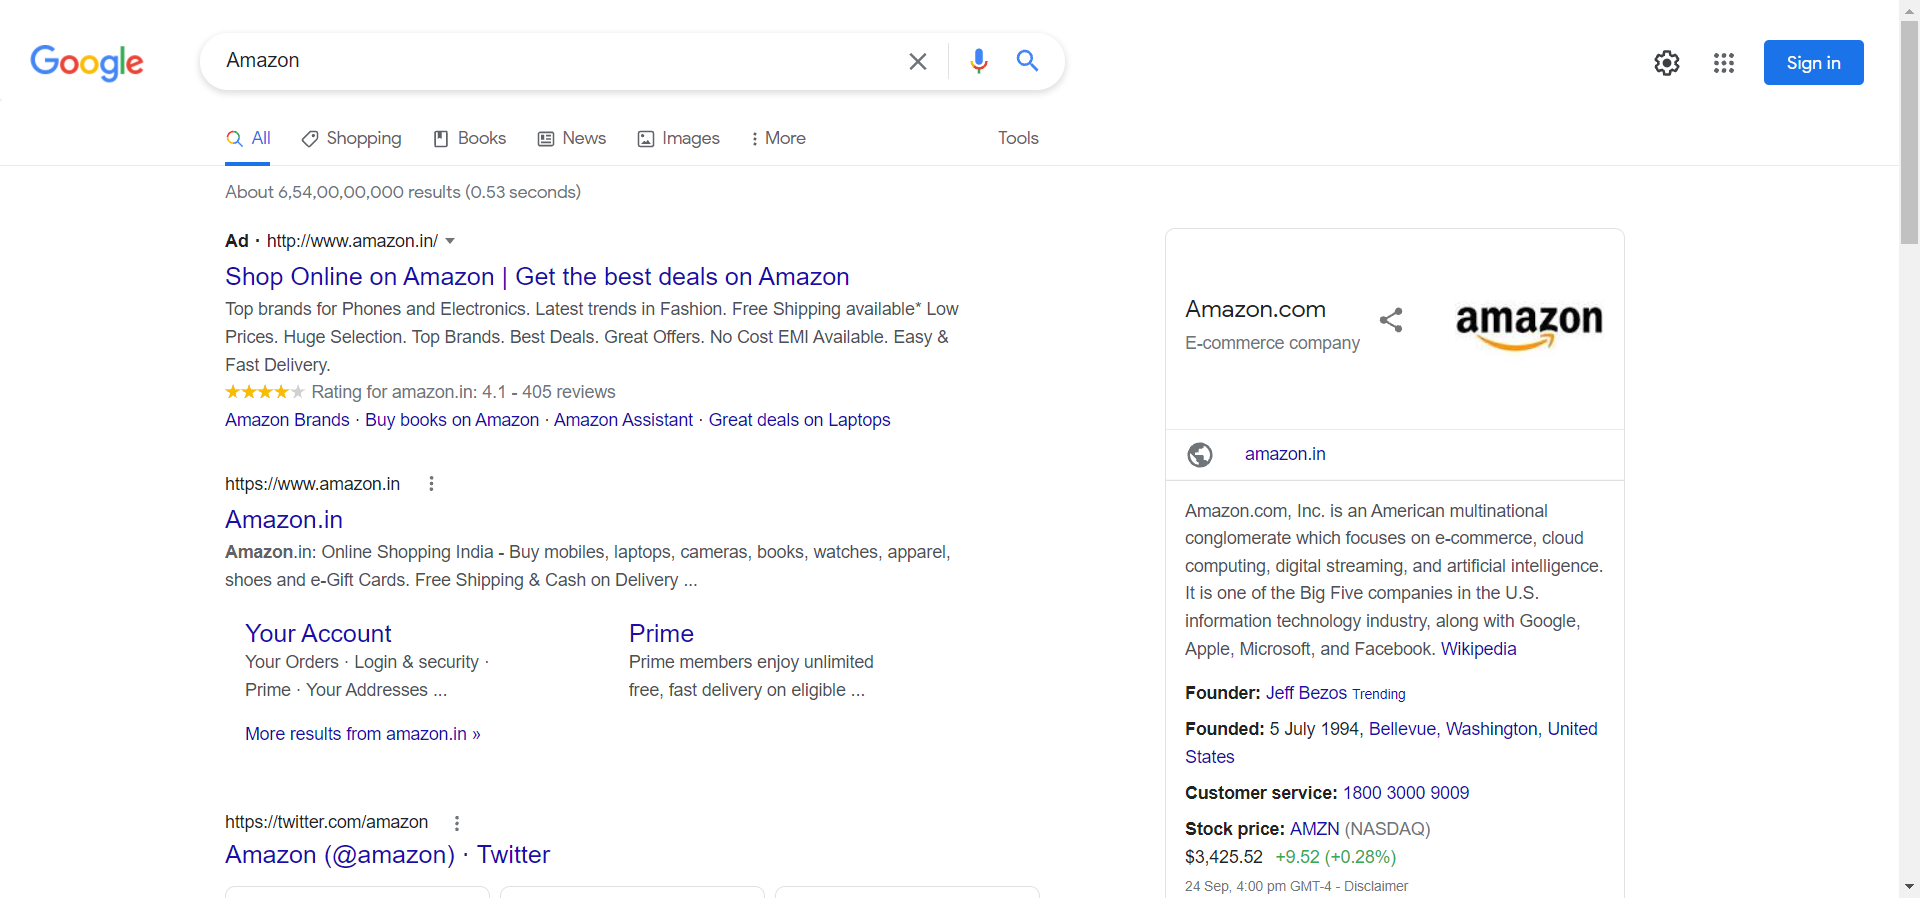 Google
Amazon
Sign in
All
Shopping
Books
News
Images
More
Tools
About 6,54,00,00,000 results (0.53 seconds)
Ad · http://www.amazon.in/
Shop Online on Amazon | Get the best deals on Amazon
Top brands for Phones and Electronics. Latest trends in Fashion. Free Shipping available* Low
Prices. Huge Selection. Top Brands. Best Deals. Great Offers. No Cost EMI Available. Easy &
Fast Delivery.
Rating for amazon.in: 4.1 - 405 reviews
Amazon Brands · Buy books on Amazon · Amazon Assistant · Great deals on Laptops
https://www.amazon.in
Amazon.in
Amazon.in: Online Shopping India - Buy mobiles, laptops, cameras, books, watches, apparel,
shoes and e-Gift Cards. Free Shipping & Cash on Delivery ...
Your Account
Your Orders · Login & security ·
Prime · Your Addresses ...
Prime
Prime members enjoy unlimited
free, fast delivery on eligible ...
More results from amazon.in »
https://twitter.com/amazon
Amazon (@amazon) · Twitter
Amazon.com
E-commerce company
amazon
amazon.in
Amazon.com, Inc. is an American multinational
conglomerate which focuses on e-commerce, cloud
computing, digital streaming, and artificial intelligence.
It is one of the Big Five companies in the U.S.
information technology industry, along with Google,
Apple, Microsoft, and Facebook. Wikipedia
Founder: Jeff Bezos Trending
Founded: 5 July 1994, Bellevue, Washington, United
States
Customer service: 1800 3000 9009
Stock price: AMZN (NASDAQ)
$3,425.52 +9.52 (+0.28%)
24 Sep, 4:00 pm GMT-4 - Disclaimer